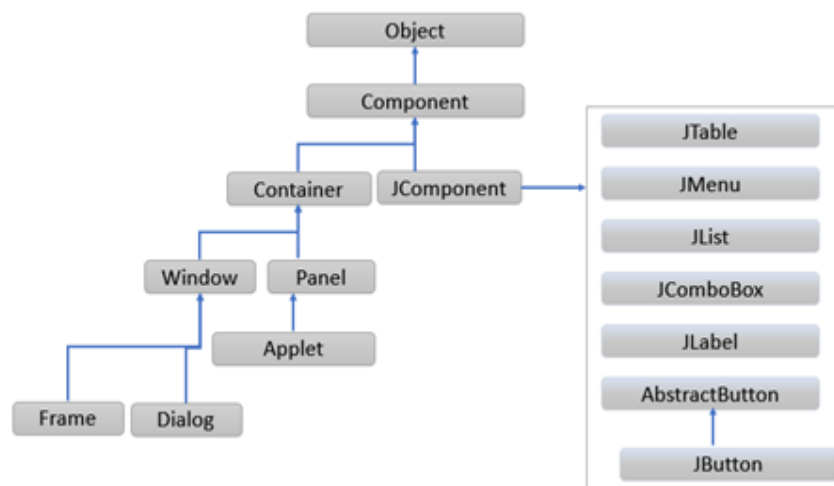 Object
Component
Container
JComponent
Window
Panel
Applet
Frame
Dialog
JTable
JMenu
JList
JComboBox
JLabel
AbstractButton
JButton